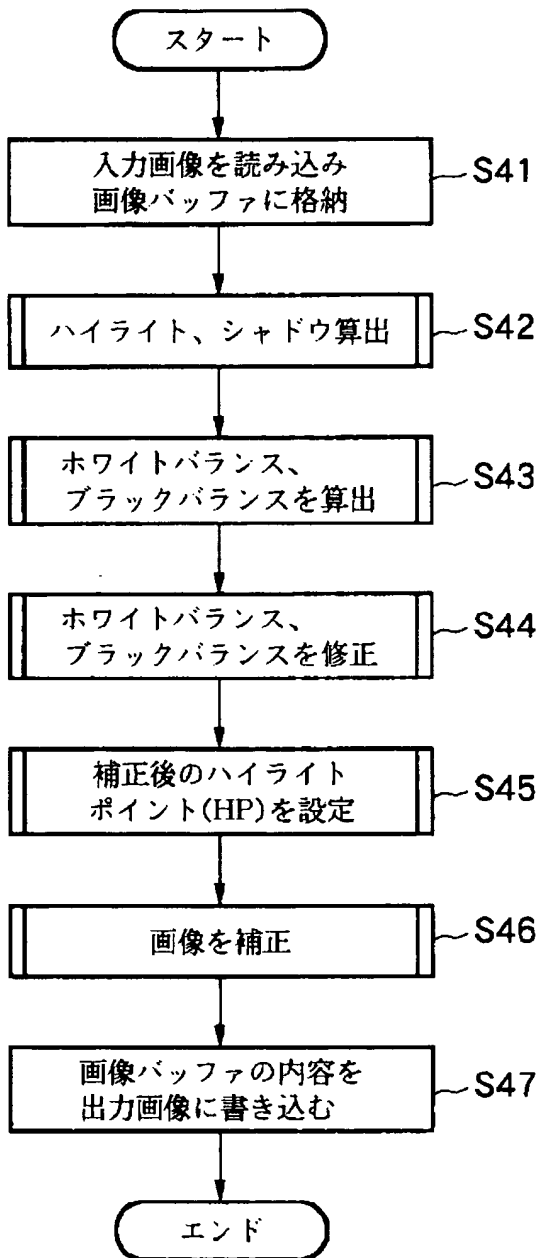 スタート
入力画像を読み込み
画像バッファに格納
S41
ハイライト、シャドウ算出
S42
ホワイトバランス、
ブラックバランスを算出
S43
ホワイトバランス、
ブラックバランスを修正
S44
補正後のハイライト
ポイント(HP)を設定
S45
画像を補正
S46
画像バッファの内容を
出力画像に書き込む
S47
エンド